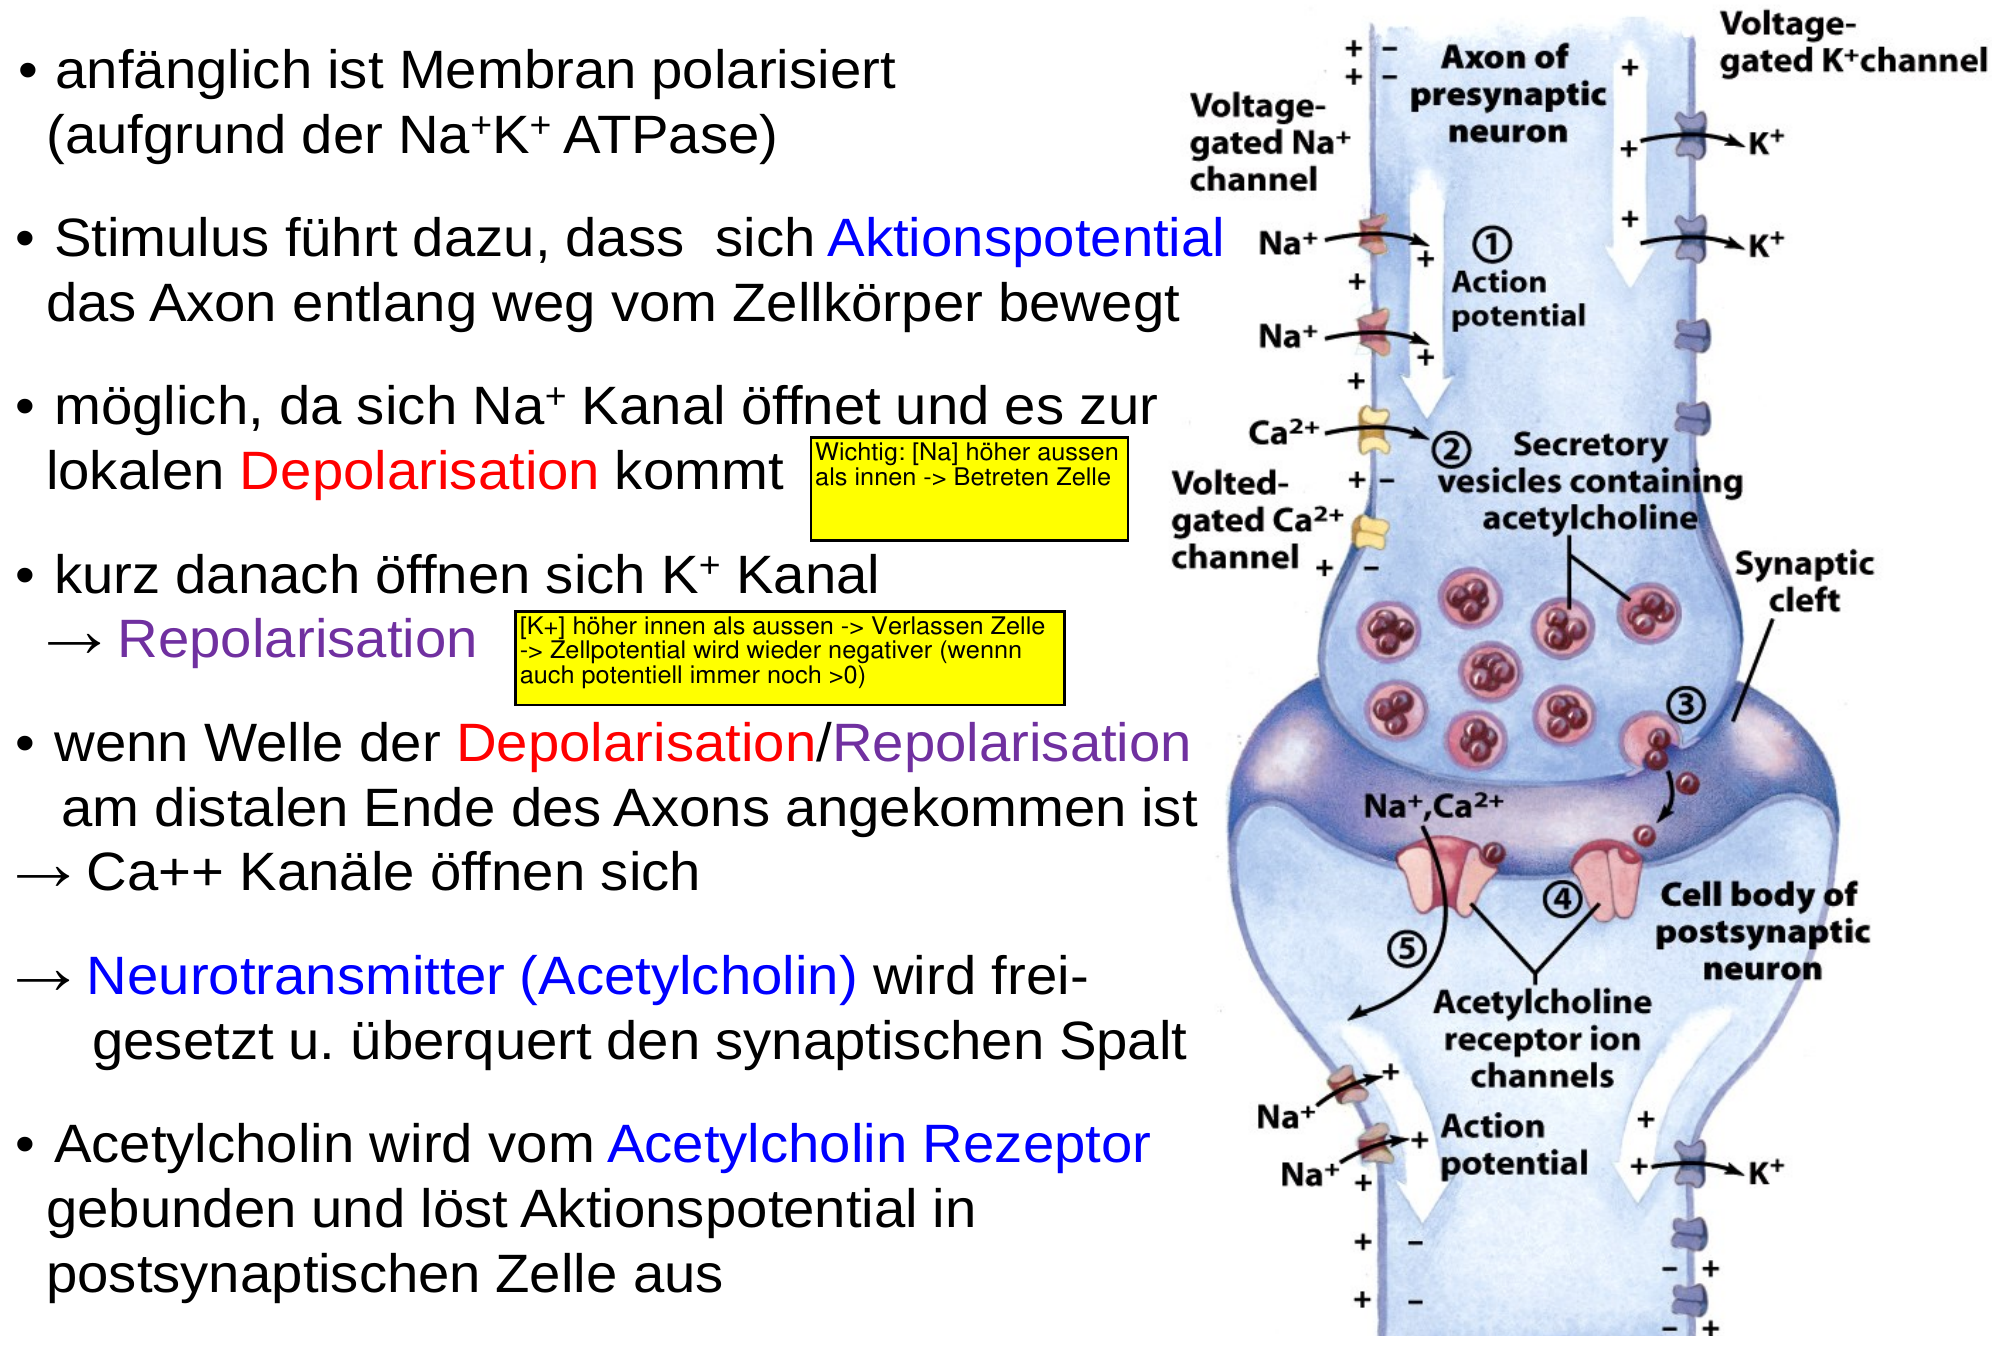 • anfänglich ist Membran polarisiert
(aufgrund der Na⁺K⁺ ATPase)
• Stimulus führt dazu, dass  sich Aktionspotential
das Axon entlang weg vom Zellkörper bewegt
• möglich, da sich Na⁺ Kanal öffnet und es zur
lokalen Depolarisation kommt
Wichtig: [Na] höher aussen
als innen -> Betreten Zelle
• kurz danach öffnen sich K⁺ Kanal
→ Repolarisation
[K+] höher innen als aussen -> Verlassen Zelle
-> Zellpotential wird wieder negativer (wennn
auch potentiell immer noch >0)
• wenn Welle der Depolarisation/Repolarisation
am distalen Ende des Axons angekommen ist
→ Ca++ Kanäle öffnen sich
→ Neurotransmitter (Acetylcholin) wird frei-
gesetzt u. überquert den synaptischen Spalt
• Acetylcholin wird vom Acetylcholin Rezeptor
gebunden und löst Aktionspotential in
postsynaptischen Zelle aus
Voltage-
gated K⁺channel
+ −
+ −
Axon of
presynaptic
neuron
+
Voltage-
gated Na⁺
channel
+
K⁺
+
Na⁺
+
1
K⁺
+
Action
potential
Na⁺
+
+
Ca²⁺
2
Secretory
vesicles containing
acetylcholine
Volted-
gated Ca²⁺
channel
+ −
+ −
Synaptic
cleft
3
Na⁺,Ca²⁺
4
Cell body of
postsynaptic
neuron
5
Acetylcholine
receptor ion
channels
+
Na⁺
+
Action
potential
+
Na⁺
+
+
K⁺
+ −
− +
+ −
− +